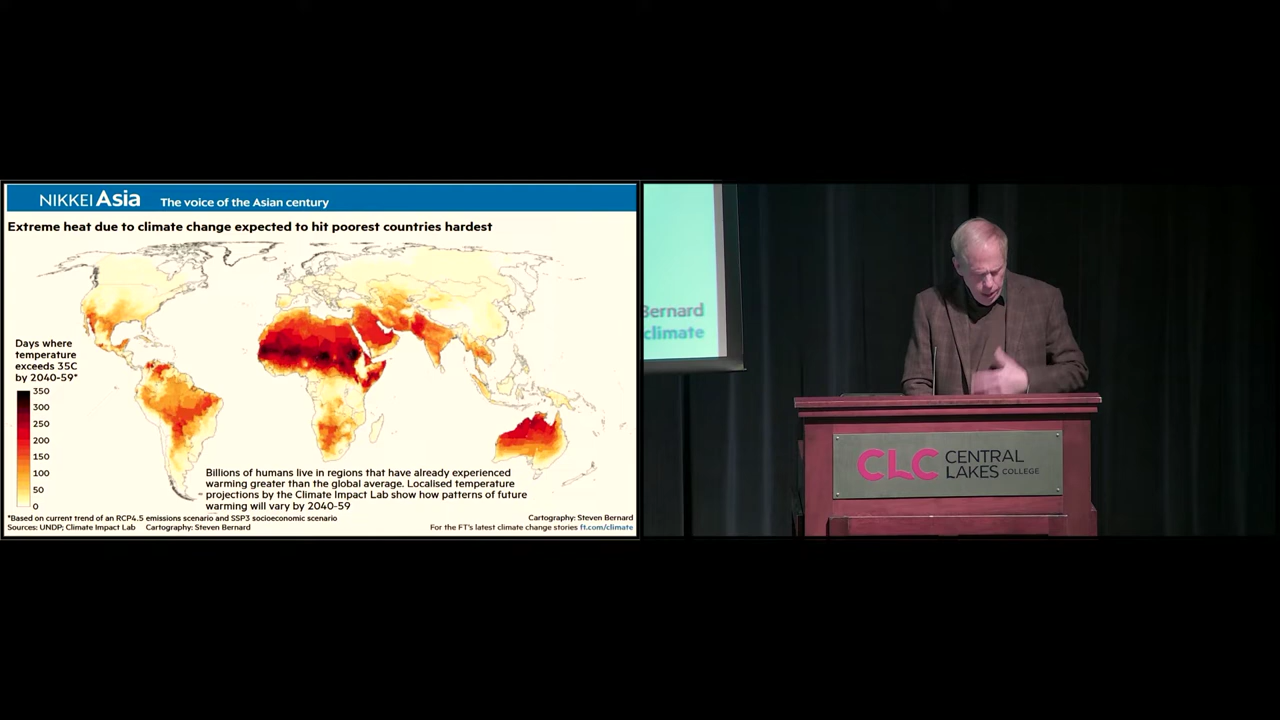 NIKKEI Asia The voice of the Asian century
Extreme heat due to climate change expected to hit poorest countries hardest
Days where
temperature
exceeds 35C
by 2040-59*
350
300
250
200
150
100
50
0
Billions of humans live in regions that have already experienced
warming greater than the global average. Localised temperature
projections by the Climate Impact Lab show how patterns of future
warming will vary by 2040-59
*Based on current trend of an RCP4.5 emissions scenario and SSP3 socioeconomic scenario
Cartography: Steven Bernard
Sources: UNDP; Climate Impact Lab Cartography: Steven Bernard
For the FT's latest climate change stories ft.com/climate
Bernard
climate
CLC CENTRAL
LAKES COLLEGE